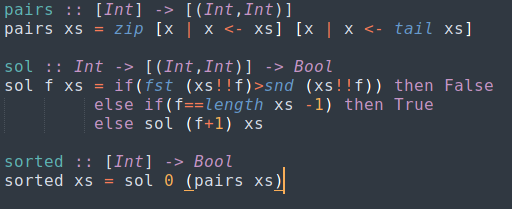 pairs :: [Int] -> [(Int,Int)]
pairs xs = zip [x | x <- xs] [x | x <- tail xs]
sol :: Int -> [(Int,Int)] -> Bool
sol f xs = if(fst (xs!!f)>snd (xs!!f)) then False
else if(f==length xs -1) then True
else sol (f+1) xs
sorted :: [Int] -> Bool
sorted xs = sol 0 (pairs xs)